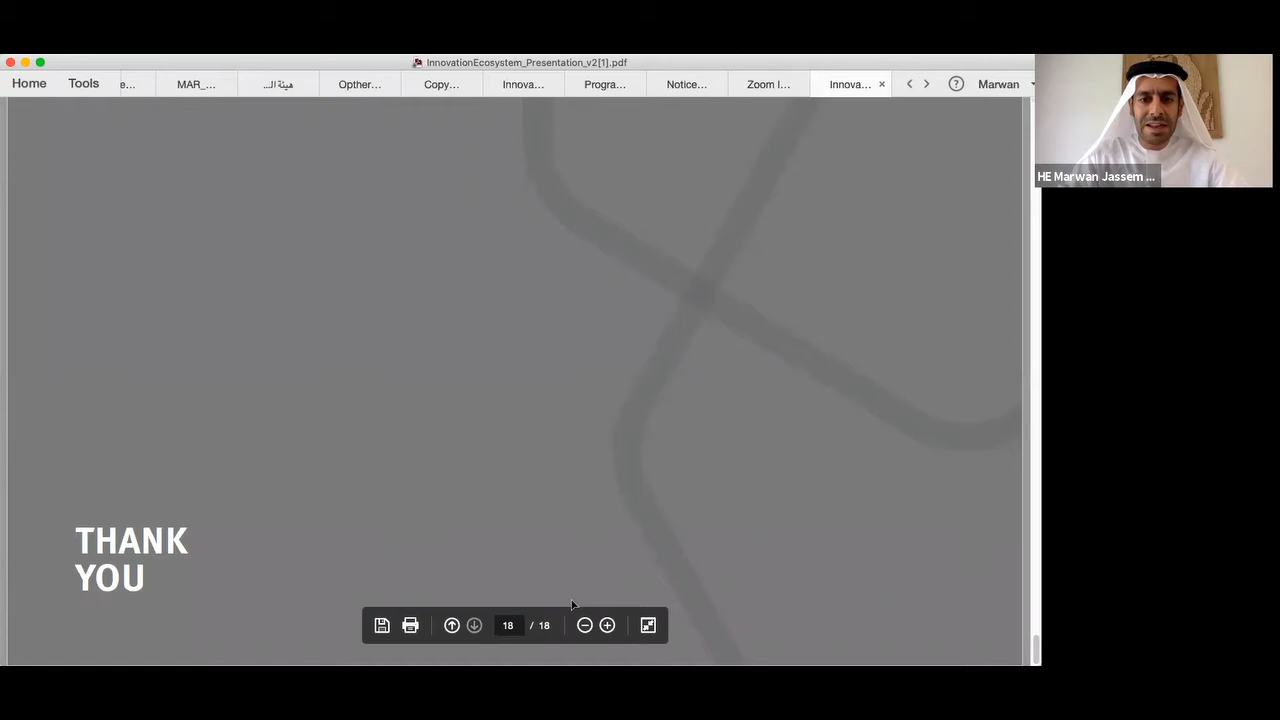 InnovationEcosystem_Presentation_v2[1].pdf
Home Tools e... MAR_... هيئة الـ... Opther... Copy... Innova... Progra... Notice... Zoom I... Innova... × ? Marwan
HE Marwan Jassem ...
THANK
YOU
18 / 18